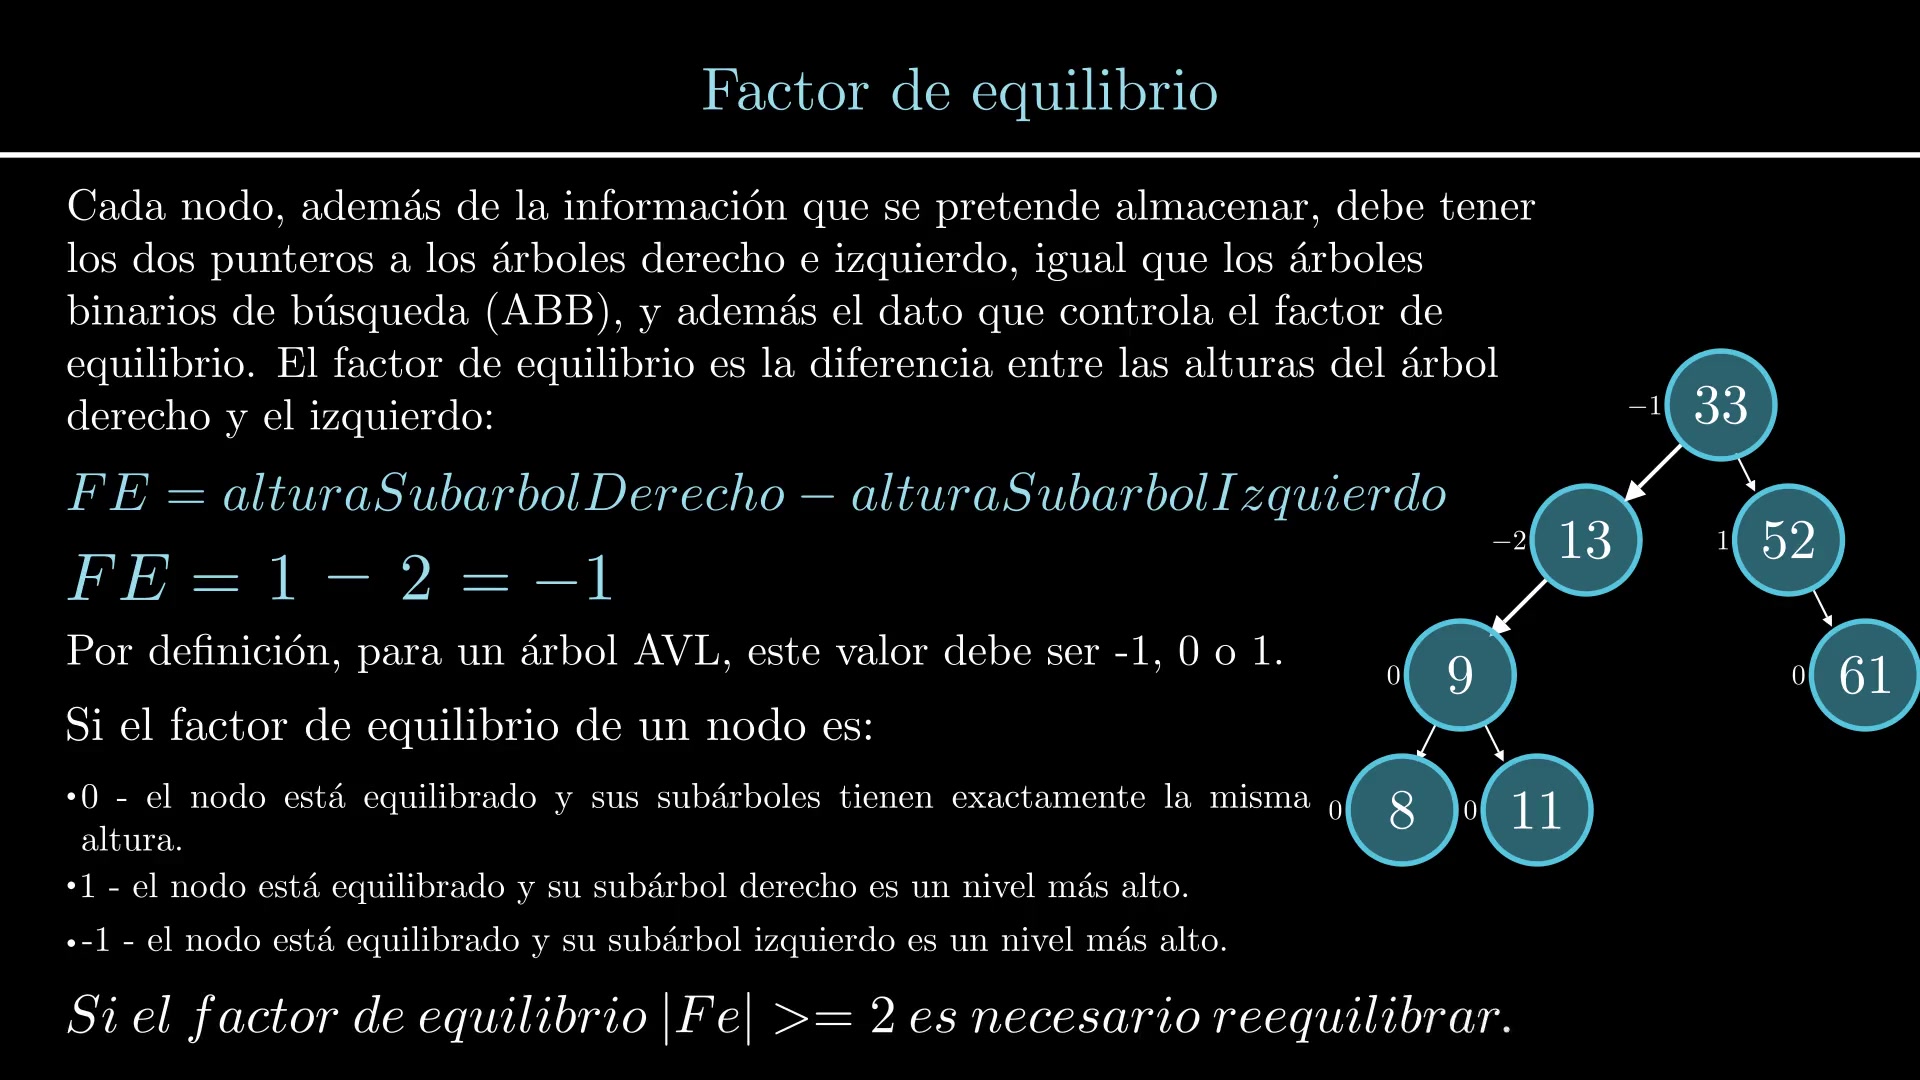 Factor de equilibrio
Cada nodo, además de la información que se pretende almacenar, debe tener
los dos punteros a los árboles derecho e izquierdo, igual que los árboles
binarios de búsqueda (ABB), y además el dato que controla el factor de
equilibrio. El factor de equilibrio es la diferencia entre las alturas del árbol
derecho y el izquierdo:
FE = alturaSubarbolDerecho − alturaSubarbolIzquierdo
FE = 1 − 2 = −1
Por definición, para un árbol AVL, este valor debe ser -1, 0 o 1.
Si el factor de equilibrio de un nodo es:
•0 - el nodo está equilibrado y sus subárboles tienen exactamente la misma
altura.
•1 - el nodo está equilibrado y su subárbol derecho es un nivel más alto.
•-1 - el nodo está equilibrado y su subárbol izquierdo es un nivel más alto.
Si el factor de equilibrio |Fe| >= 2 es necesario reequilibrar.
−1 33
−2 13 1 52
0 9 0 61
0 8 0 11